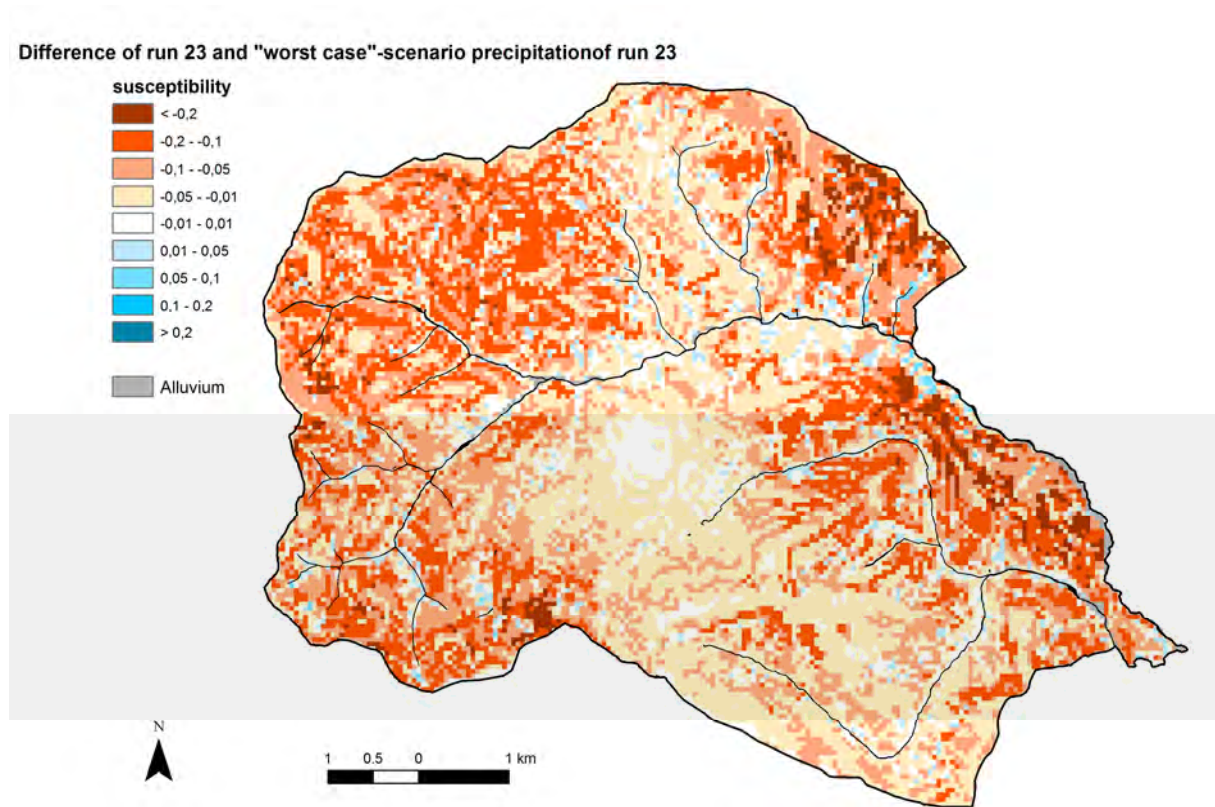 Difference of run 23 and "worst case"-scenario precipitationof run 23
susceptibility
< -0,2
-0,2 - -0,1
-0,1 - -0,05
-0,05 - -0,01
-0,01 - 0,01
0,01 - 0,05
0,05 - 0,1
0,1 - 0,2
> 0,2
Alluvium
N
1 0.5 0 1 km